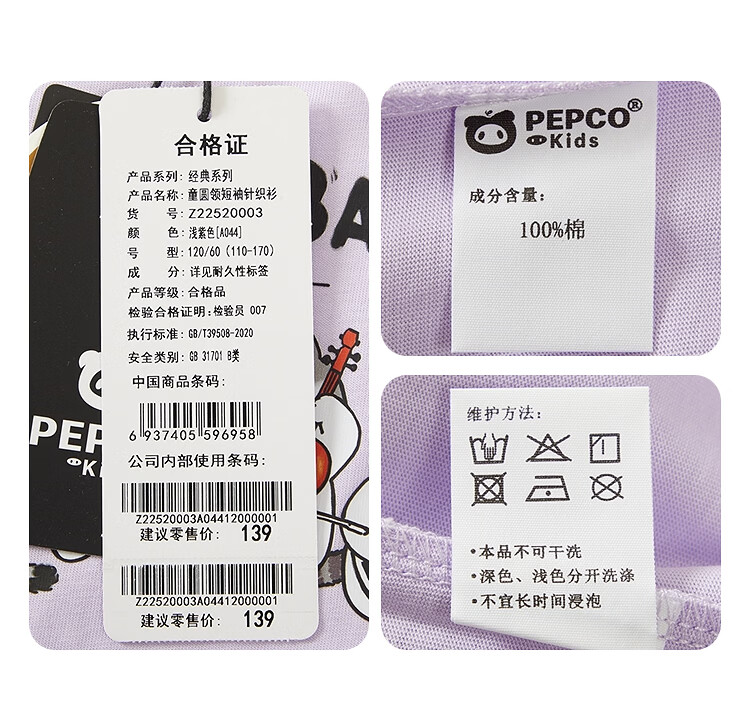 合格证
产品系列: 经典系列
产品名称: 童圆领短袖针织衫
货 号: Z22520003
颜 色: 浅紫色[A044]
号 型: 120/60 (110-170)
成 分: 详见耐久性标签
产品等级: 合格品
检验合格证明: 检验员 007
执行标准: GB/T39508-2020
安全类别: GB 31701 B类
中国商品条码:
6 937405 596958
公司内部使用条码:
Z22520003A04412000001
建议零售价: 139
Z22520003A04412000001
建议零售价: 139
BA
PEP
Ki
PEPCO®
Kids
成分含量:
100%棉
维护方法:
·本品不可干洗
·深色、浅色分开洗涤
·不宜长时间浸泡